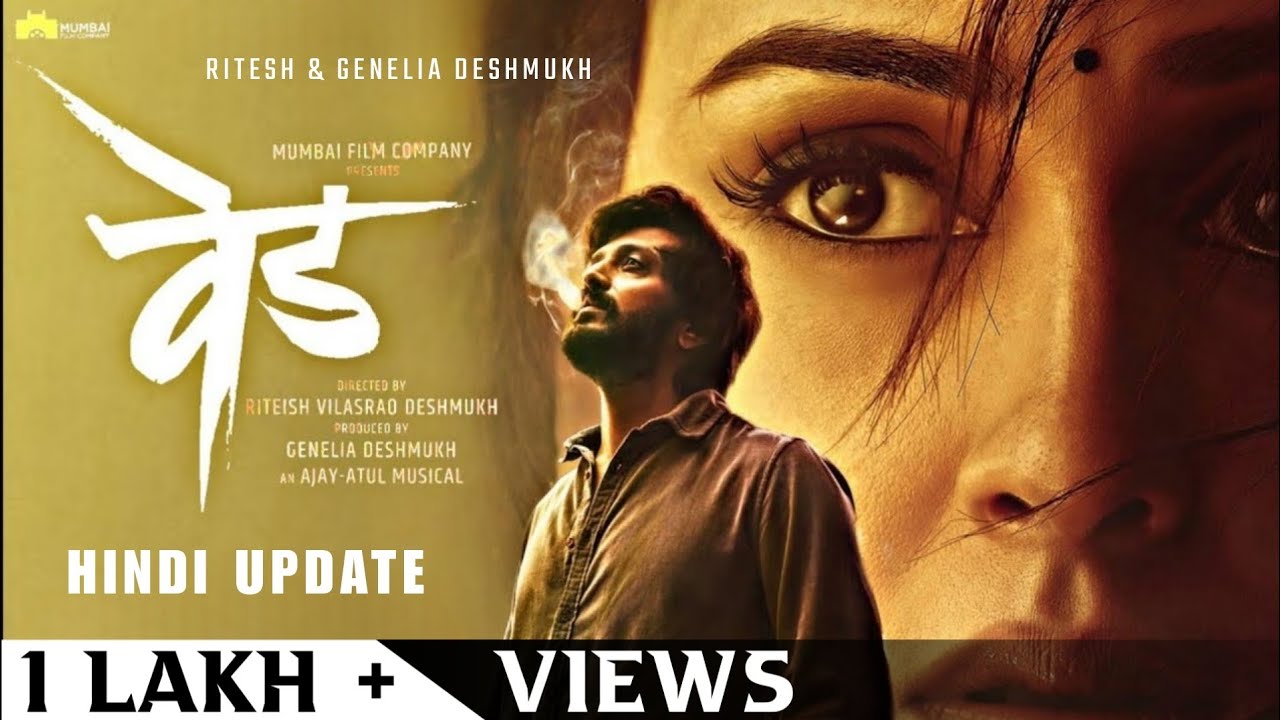 MUMBAI
FILM COMPANY
RITESH & GENELIA DESHMUKH
MUMBAI FILM COMPANY
PRESENTS
वेड
DIRECTED BY
RITEISH VILASRAO DESHMUKH
PRODUCED BY
GENELIA DESHMUKH
AN AJAY-ATUL MUSICAL
HINDI UPDATE
1 LAKH + VIEWS